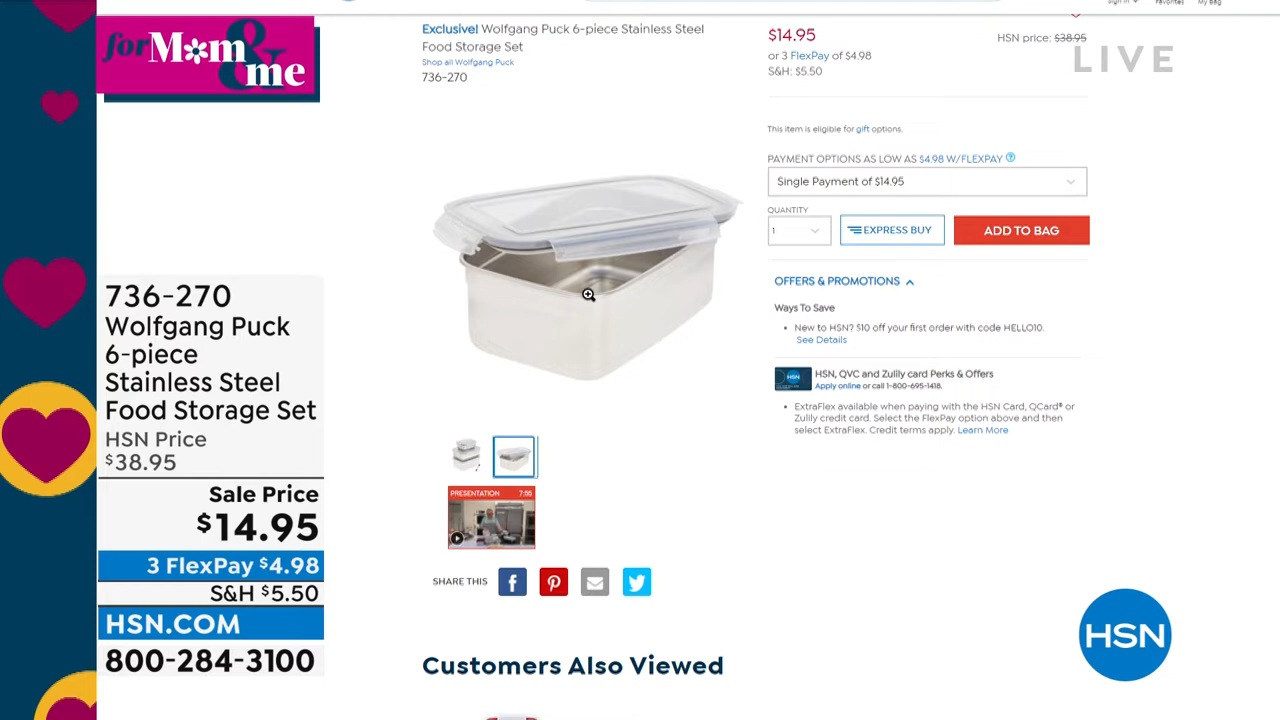 Sign In
Favorites
My Bag
for Mom & me
Exclusive! Wolfgang Puck 6-piece Stainless Steel
Food Storage Set
Shop all Wolfgang Puck
736-270
$14.95
HSN price: $38.95
or 3 FlexPay of $4.98
S&H: $5.50
LIVE
This item is eligible for gift options.
PAYMENT OPTIONS AS LOW AS $4.98 W/FLEXPAY ?
Single Payment of $14.95
QUANTITY
1
EXPRESS BUY
ADD TO BAG
OFFERS & PROMOTIONS
Ways To Save
• New to HSN? $10 off your first order with code HELLO10.
See Details
HSN
HSN, QVC and Zulily card Perks & Offers
Apply online or call 1-800-695-1418.
• ExtraFlex available when paying with the HSN Card, QCard® or
Zulily credit card. Select the FlexPay option above and then
select ExtraFlex. Credit terms apply. Learn More
PRESENTATION 7:56
SHARE THIS
Customers Also Viewed
736-270
Wolfgang Puck
6-piece
Stainless Steel
Food Storage Set
HSN Price
$38.95
Sale Price
$14.95
3 FlexPay $4.98
S&H $5.50
HSN.COM
800-284-3100
HSN